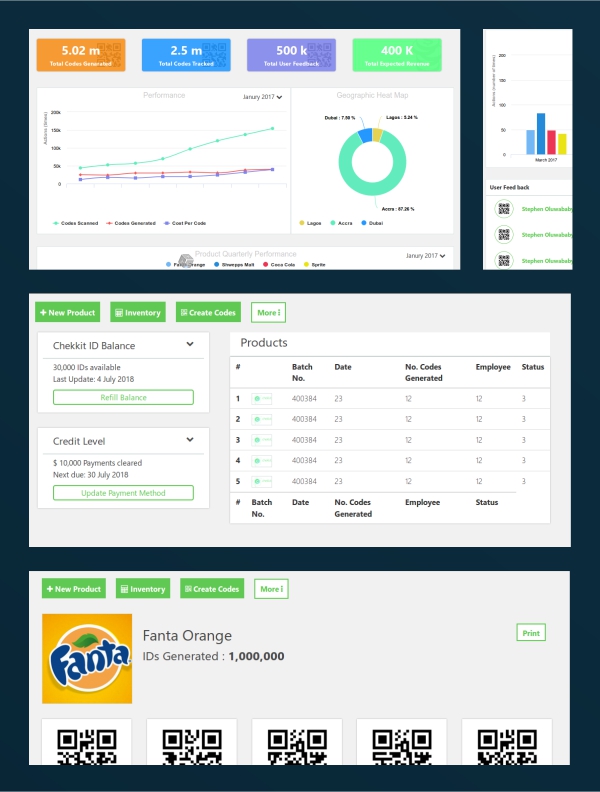 5.02 m
Total Codes Generated
2.5 m
Total Codes Tracked
500 k
Total User Feedback
400 K
Total Expected Revenue
Performance
Janury 2017
Actions (times)
200k
150k
100k
50k
0
Codes Scanned
Codes Generated
Cost Per Code
Geographic Heat Map
Dubai : 7.50 %
Lagos : 5.24 %
Accra : 87.26 %
Lagos
Accra
Dubai
Product Quarterly Performance
Janury 2017
Shwepps Malt
Coca Cola
Sprite
Actions (number of times)
200
150
100
50
0
March 2017
User Feed back
Stephen Oluwababy
Stephen Oluwababy
Stephen Oluwababy
+ New Product
Inventory
Create Codes
More
Chekkit ID Balance
30,000 IDs available
Last Update: 4 July 2018
Refill Balance
Credit Level
$ 10,000 Payments cleared
Next due: 30 July 2018
Update Payment Method
Products
# Batch No. Date No. Codes Generated Employee Status
1 400384 23 12 12 3
2 400384 23 12 12 3
3 400384 23 12 12 3
4 400384 23 12 12 3
5 400384 23 12 12 3
# Batch No. Date No. Codes Generated Employee Status
+ New Product
Inventory
Create Codes
More
Fanta
Fanta Orange
IDs Generated : 1,000,000
Print